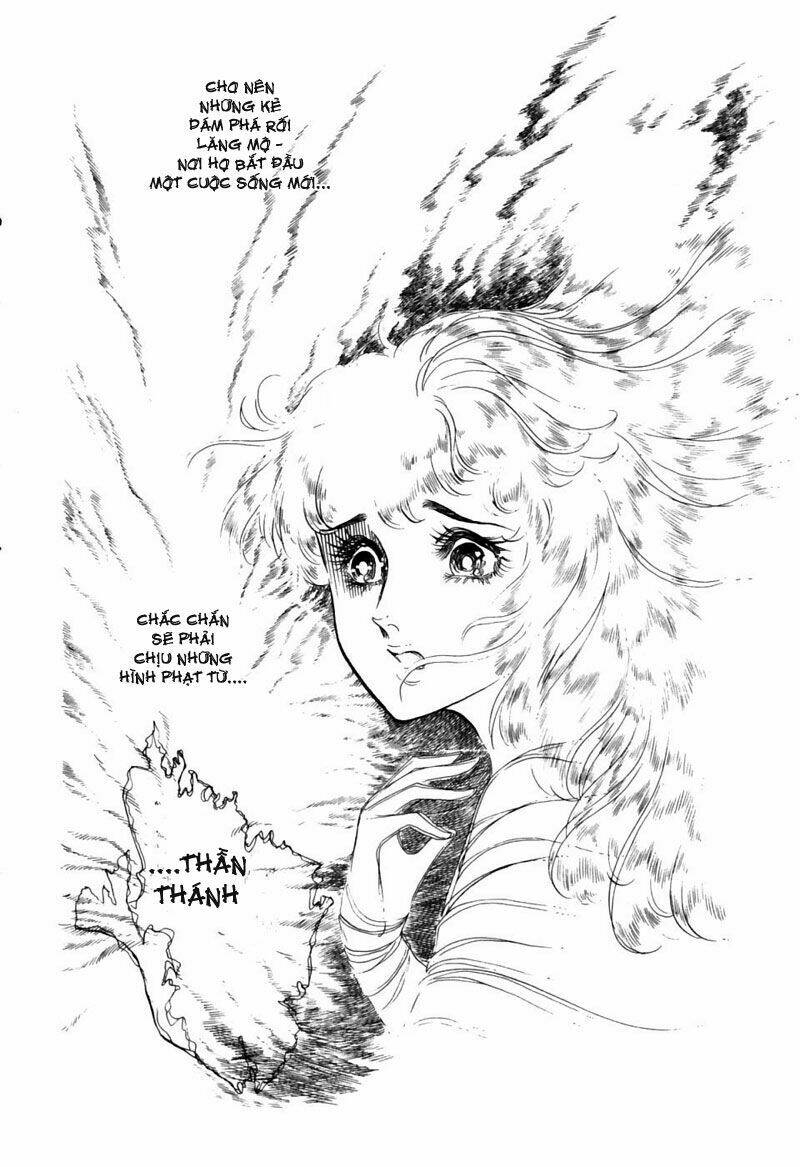 CHO NÊN
NHỮNG KẺ
DÁM PHÁ RỐI
LĂNG MỘ -
NƠI HỌ BẮT ĐẦU
MỘT CUỘC SỐNG MỚI...
CHẮC CHẮN
SẼ PHẢI
CHỊU NHỮNG
HÌNH PHẠT TỪ....
....THẦN
THÁNH